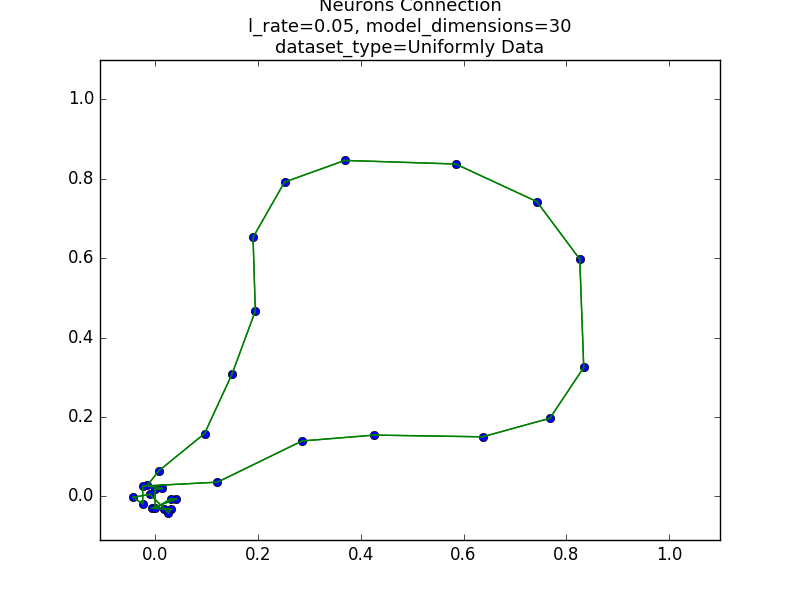 Neurons Connection
l_rate=0.05, model_dimensions=30
dataset_type=Uniformly Data
1.0
0.8
0.6
0.4
0.2
0.0
0.0 0.2 0.4 0.6 0.8 1.0